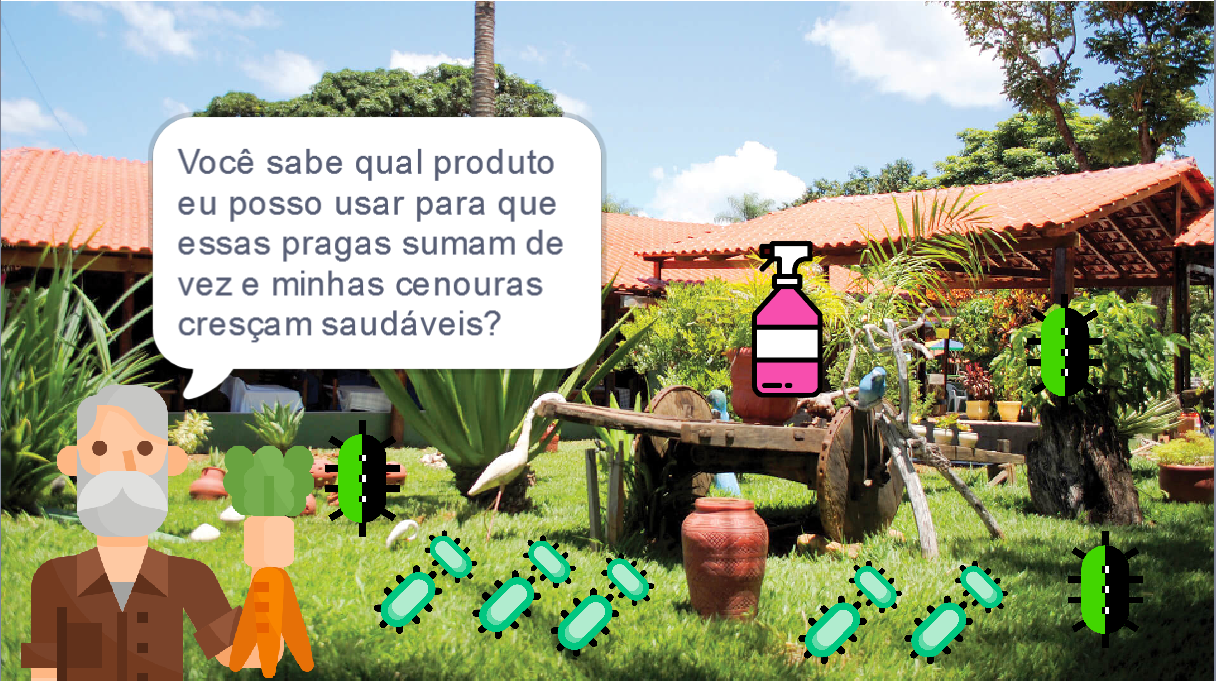 Você sabe qual produto
eu posso usar para que
essas pragas sumam de
vez e minhas cenouras
cresçam saudáveis?